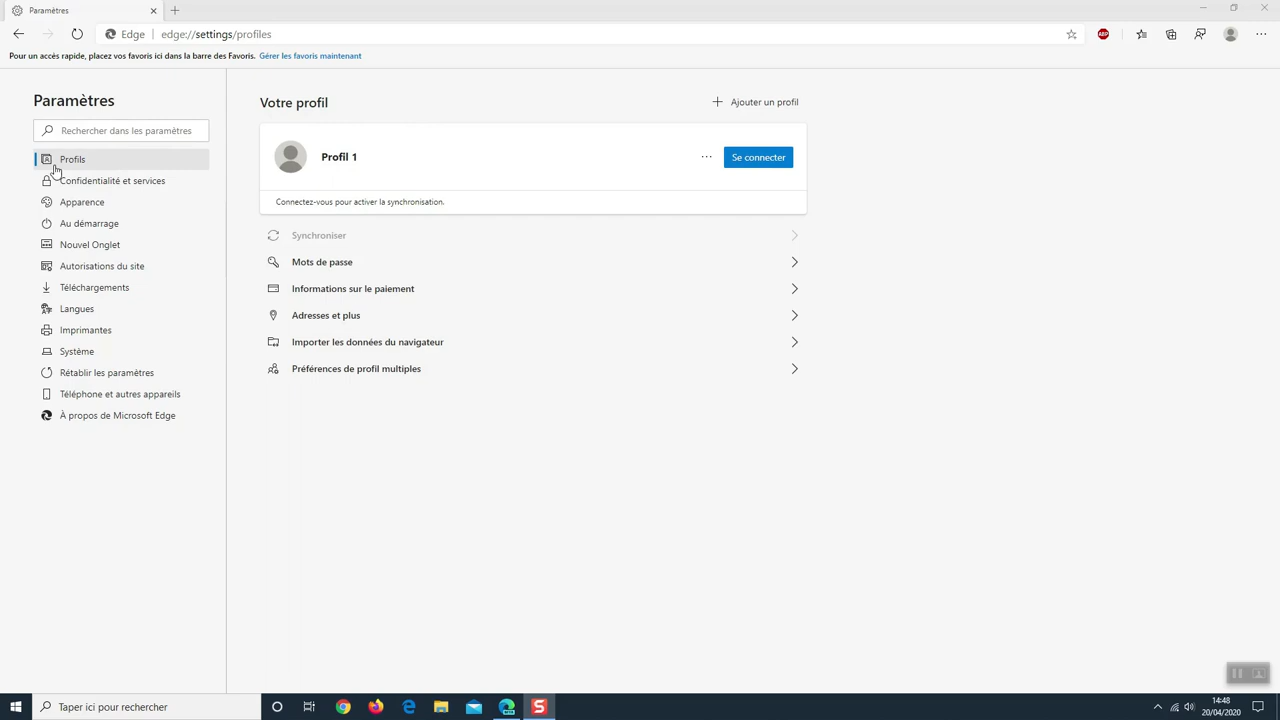 Paramètres
Edge
edge://settings/profiles
ABP
Pour un accès rapide, placez vos favoris ici dans la barre des Favoris. Gérer les favoris maintenant
Paramètres
Rechercher dans les paramètres
Profils
Confidentialité et services
Apparence
Au démarrage
Nouvel Onglet
Autorisations du site
Téléchargements
Langues
Imprimantes
Système
Rétablir les paramètres
Téléphone et autres appareils
À propos de Microsoft Edge
Votre profil
Ajouter un profil
Profil 1
Se connecter
Connectez-vous pour activer la synchronisation.
Synchroniser
Mots de passe
Informations sur le paiement
Adresses et plus
Importer les données du navigateur
Préférences de profil multiples
Taper ici pour rechercher
14:48
20/04/2020